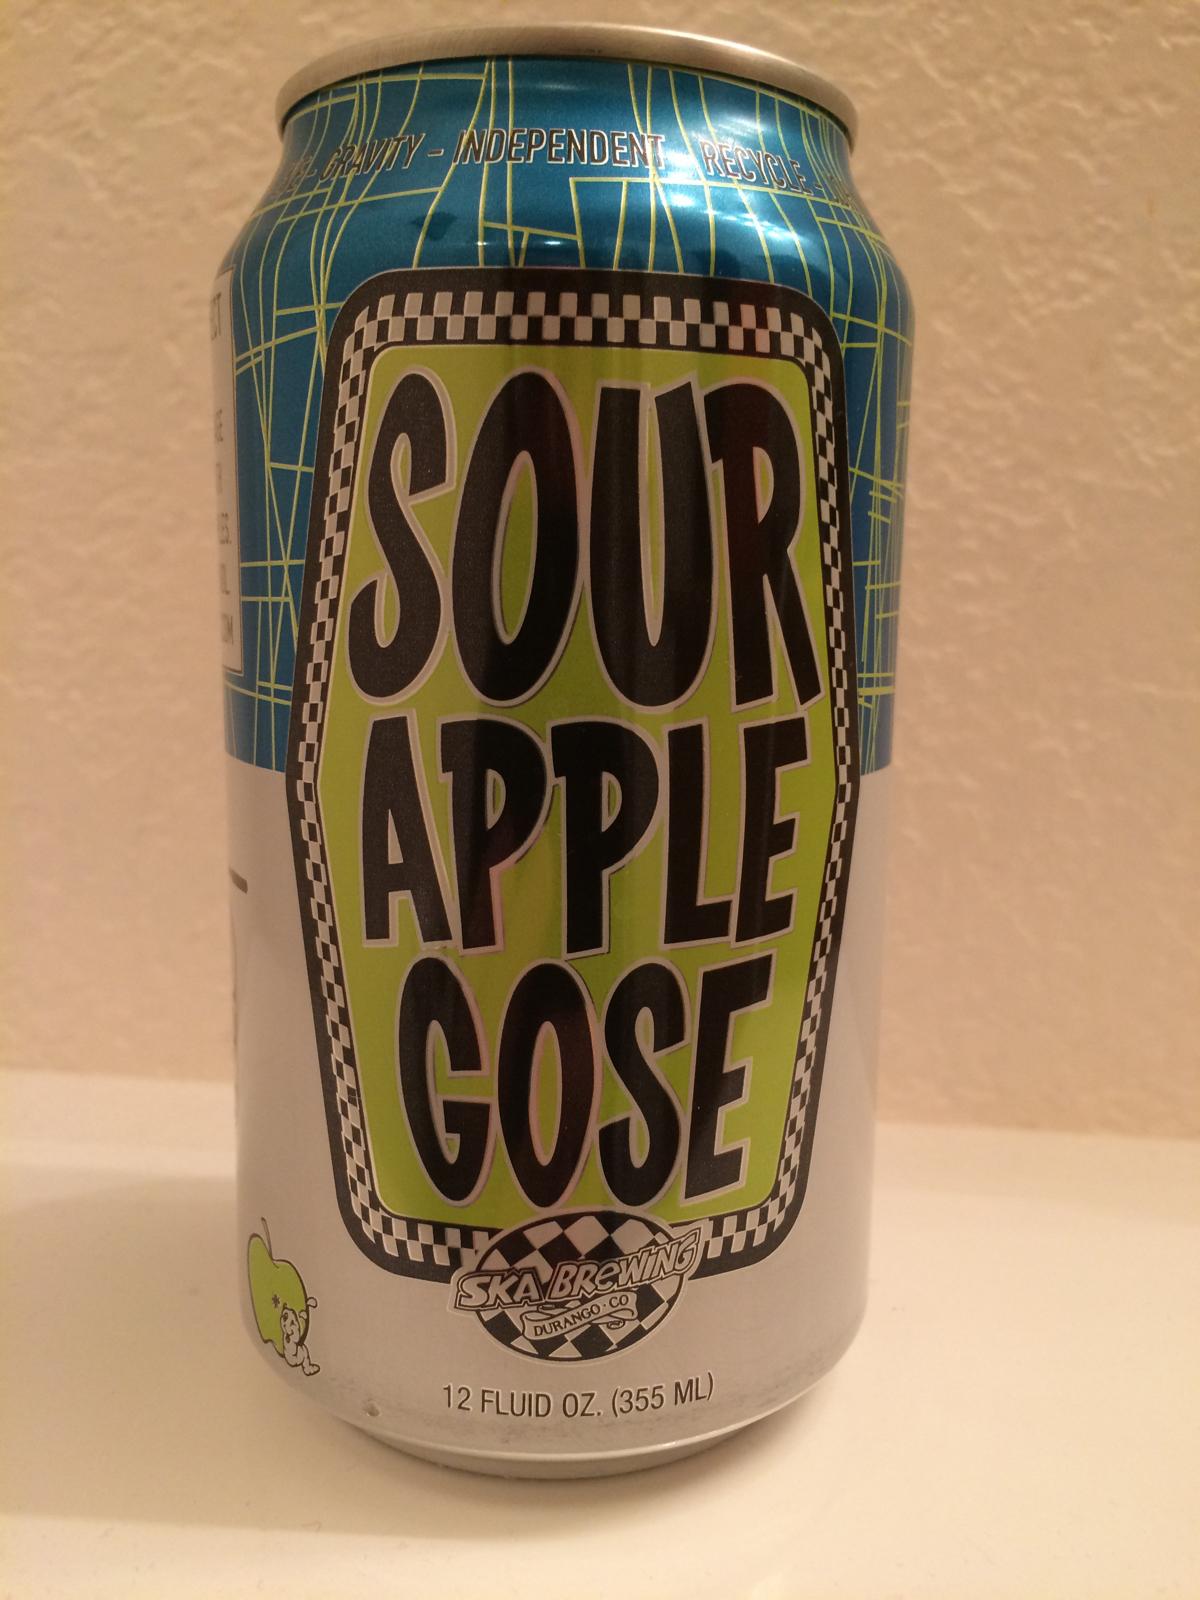 GRAVITY - INDEPENDENT RECYCLE -
SOUR
APPLE
GOSE
SKA BREWING
DURANGO · CO
12 FLUID OZ. (355 ML)